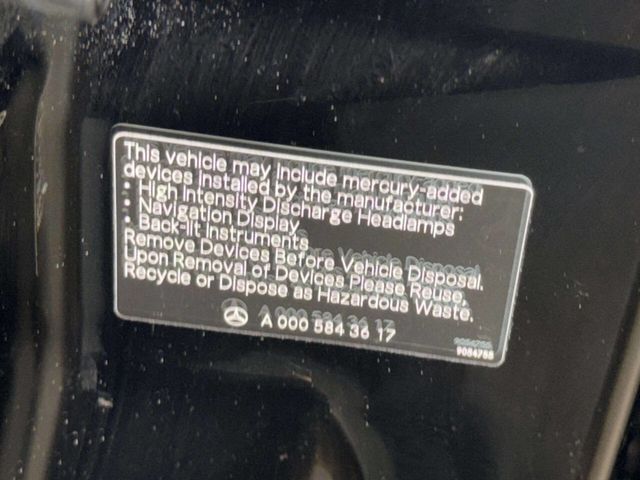 This vehicle may include mercury-added
devices installed by the manufacturer:
· High Intensity Discharge Headlamps
· Navigation Display
· Back-lit Instruments
Remove Devices Before Vehicle Disposal.
Upon Removal of Devices Please Reuse,
Recycle or Dispose as Hazardous Waste.
A 000 584 36 17
9084788